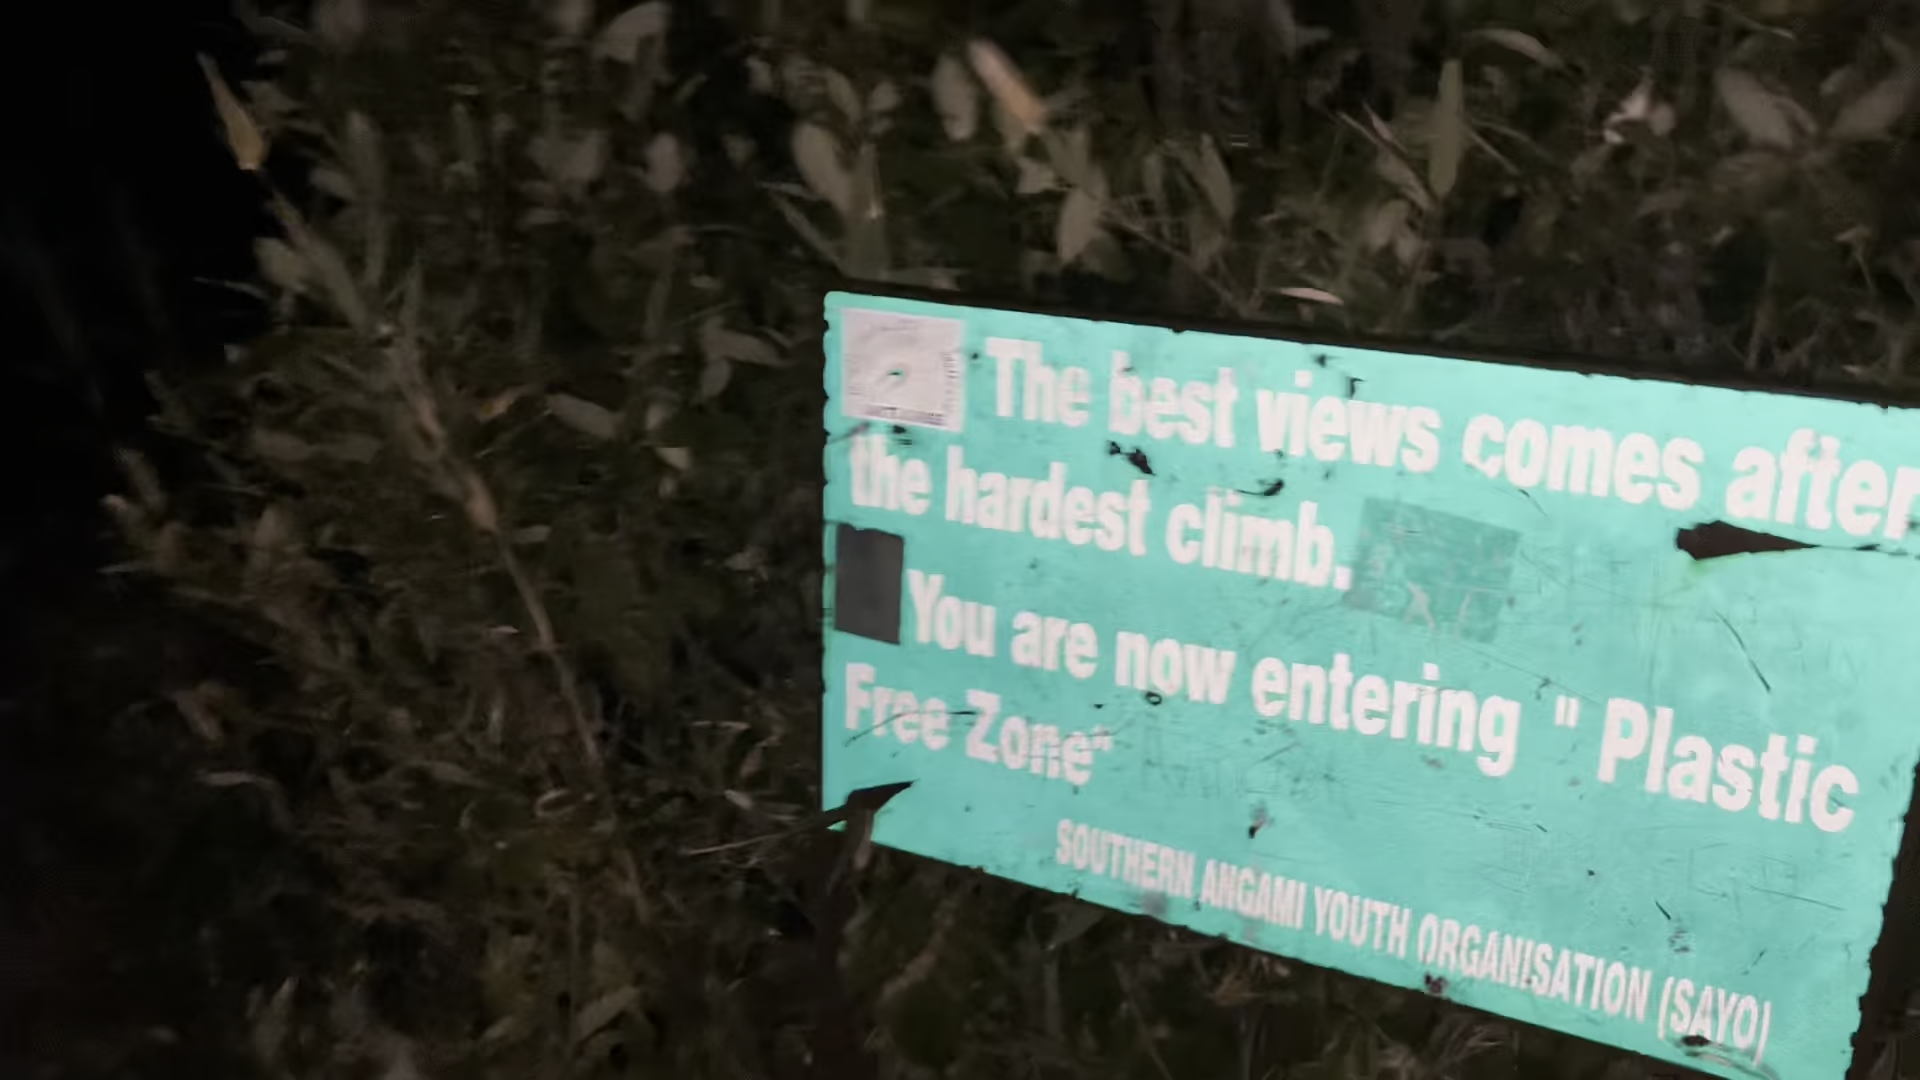 The best views comes after
the hardest climb.
You are now entering " Plastic
Free Zone"
SOUTHERN ANGAMI YOUTH ORGANISATION (SAYO)